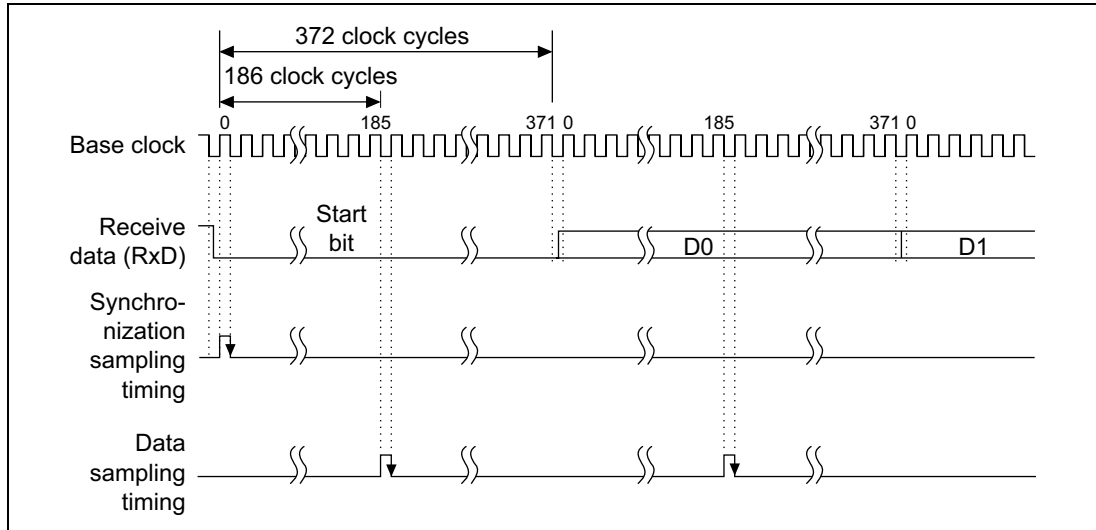 372 clock cycles
186 clock cycles
0 185 371 0 185 371 0
Base clock
Receive
data (RxD)
Start
bit
D0
D1
Synchro-
nization
sampling
timing
Data
sampling
timing